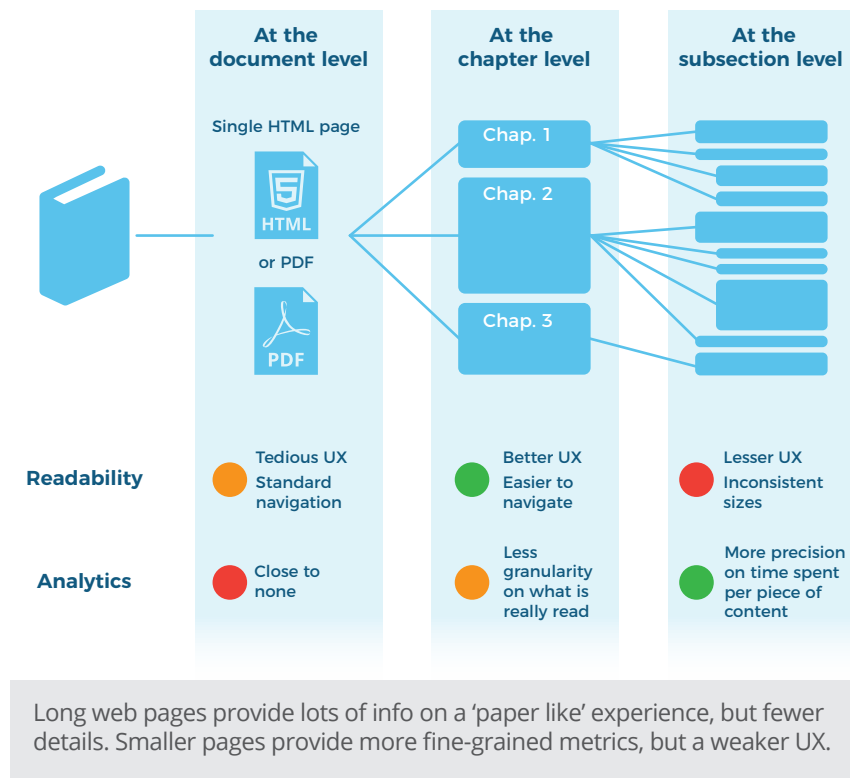 At the
document level
At the
chapter level
At the
subsection level
Single HTML page
5
HTML
or PDF
PDF
Chap. 1
Chap. 2
Chap. 3
Readability
Tedious UX
Standard
navigation
Better UX
Easier to
navigate
Lesser UX
Inconsistent
sizes
Analytics
Close to
none
Less
granularity
on what is
really read
More precision
on time spent
per piece of
content
Long web pages provide lots of info on a ‘paper like’ experience, but fewer
details. Smaller pages provide more fine-grained metrics, but a weaker UX.